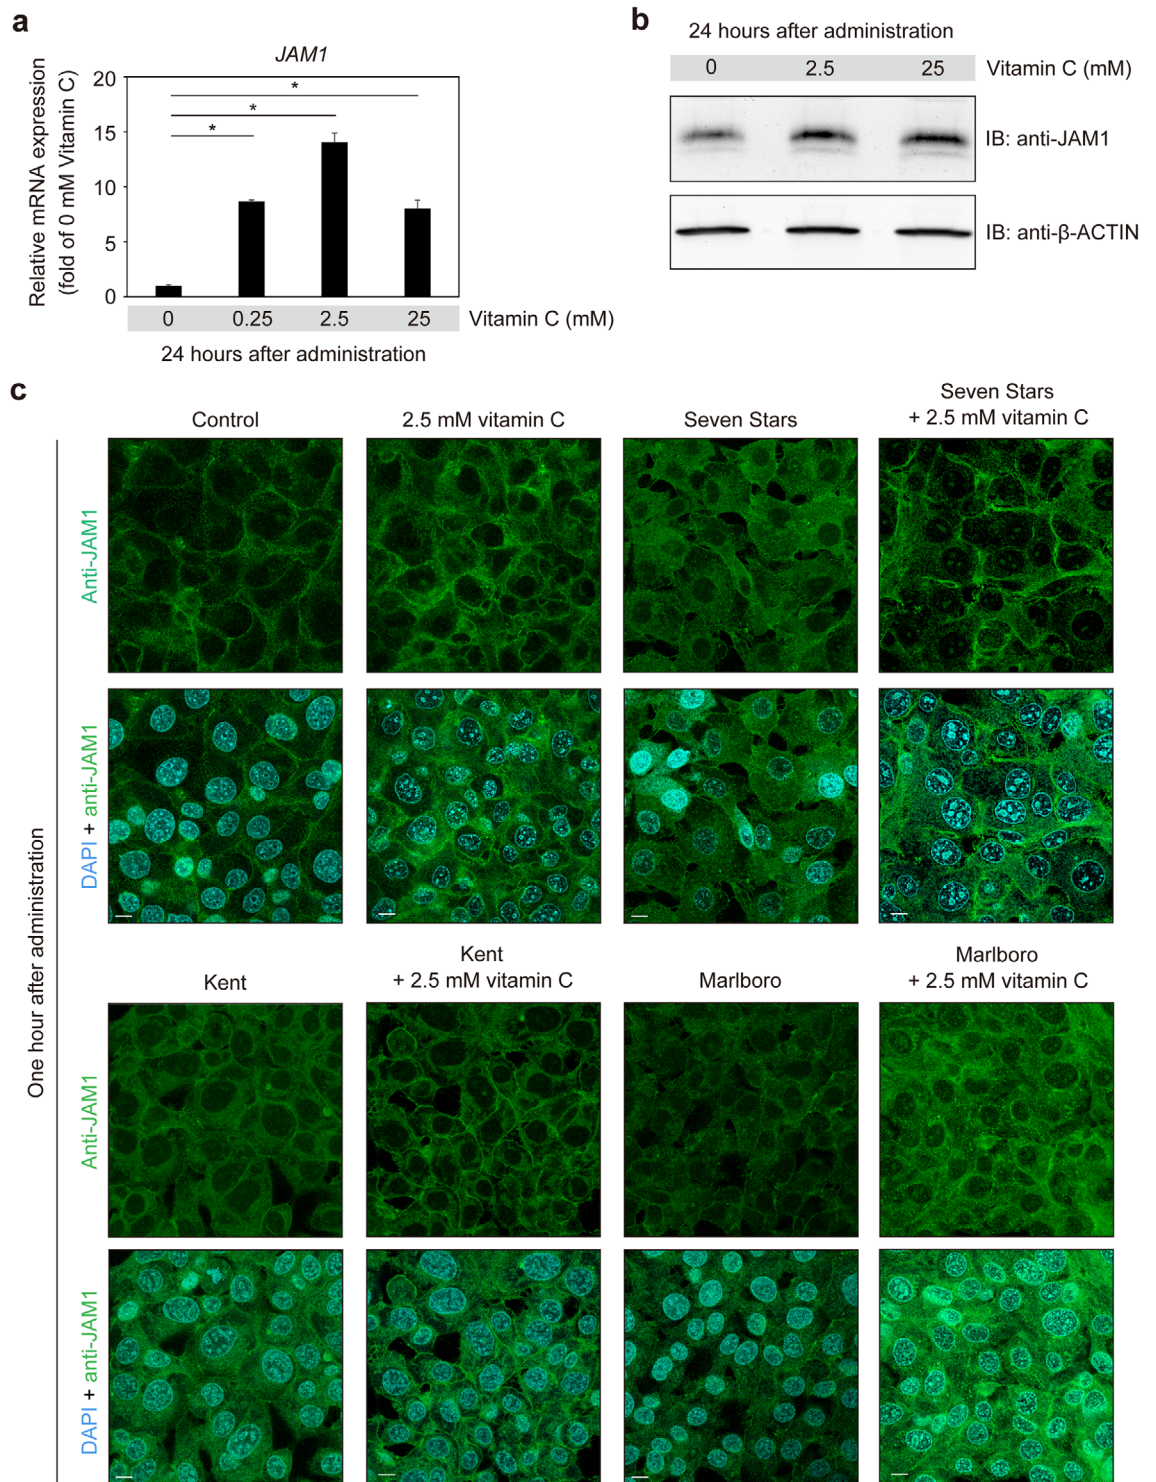 a
JAM1
Relative mRNA expression
(fold of 0 mM Vitamin C)
20
15
10
5
0
*
*
*
0 0.25 2.5 25 Vitamin C (mM)
24 hours after administration
b
24 hours after administration
0 2.5 25 Vitamin C (mM)
IB: anti-JAM1
IB: anti-β-ACTIN
c
One hour after administration
Control
2.5 mM vitamin C
Seven Stars
Seven Stars
+ 2.5 mM vitamin C
Anti-JAM1
DAPI + anti-JAM1
Kent
Kent
+ 2.5 mM vitamin C
Marlboro
Marlboro
+ 2.5 mM vitamin C
Anti-JAM1
DAPI + anti-JAM1